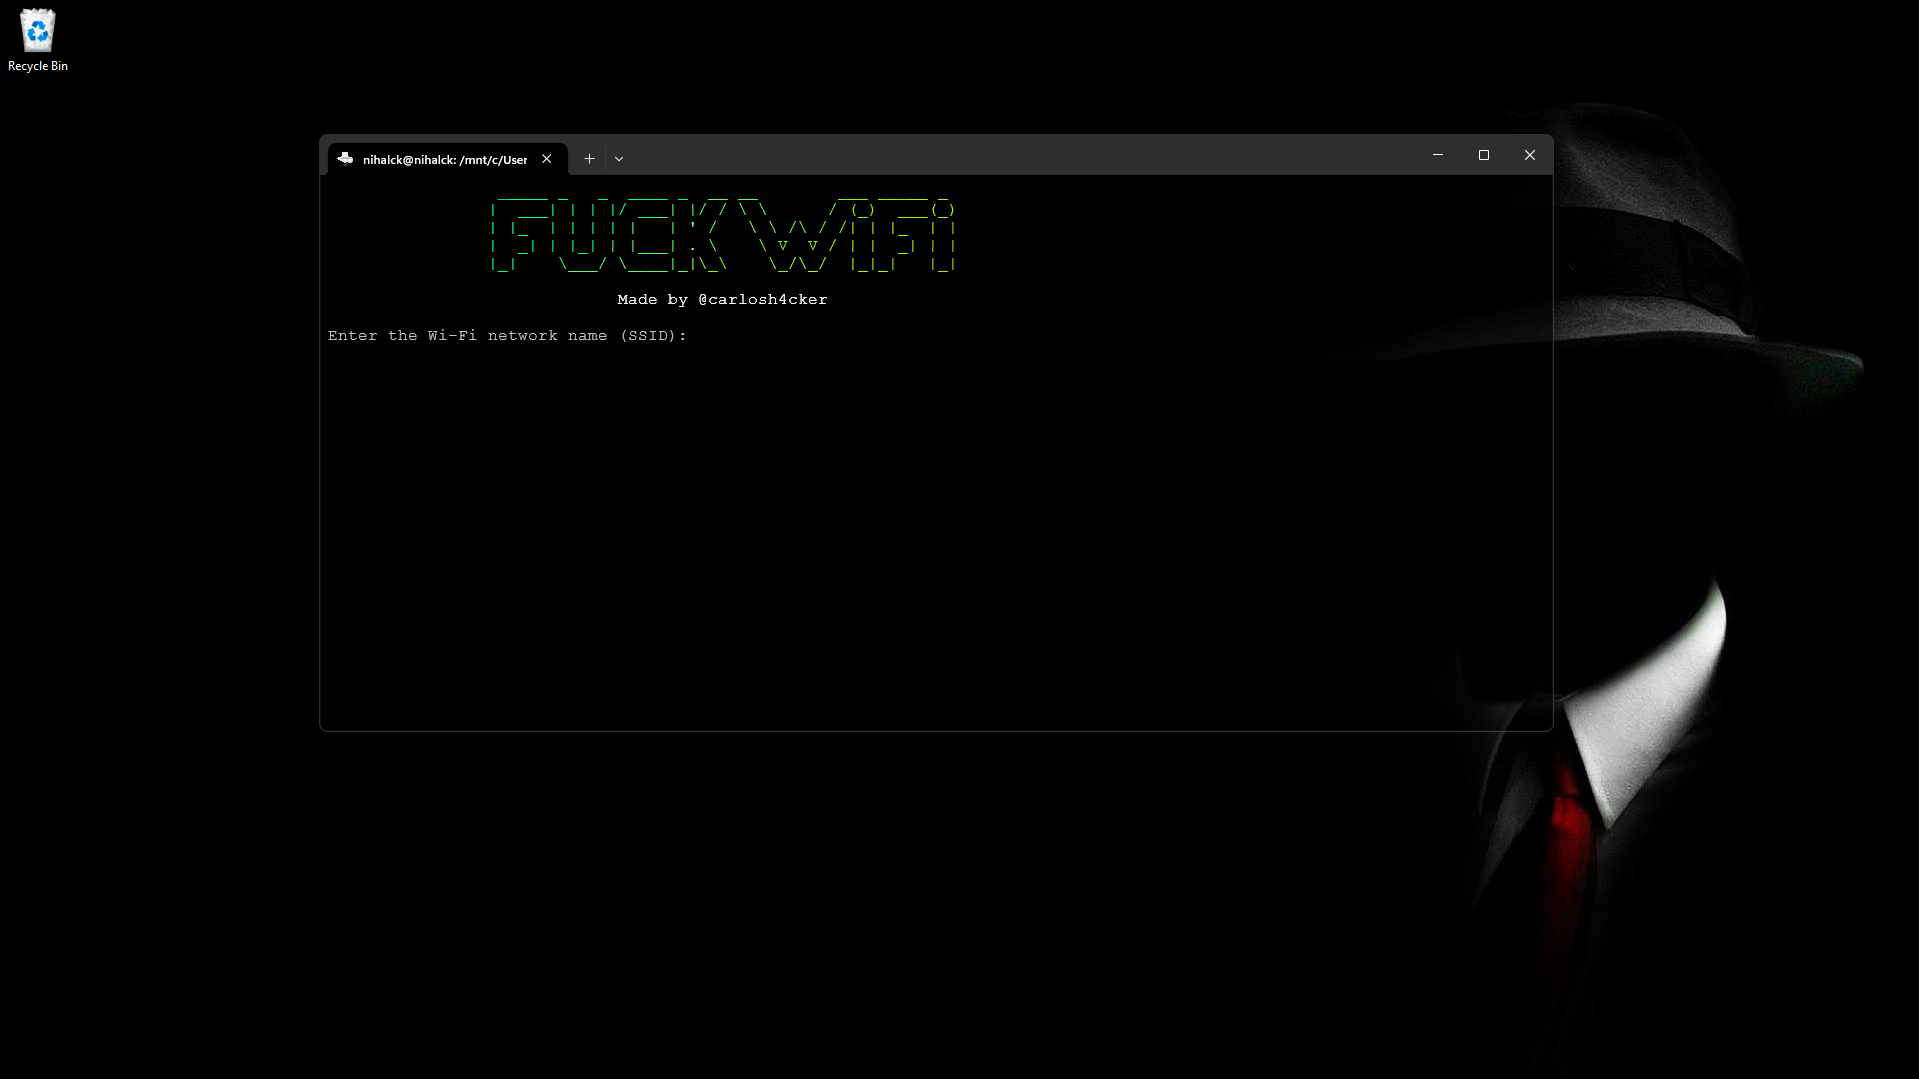 Recycle Bin
nihalck@nihalck: /mnt/c/User
FUCK WiFi
Made by @carlosh4cker
Enter the Wi-Fi network name (SSID):